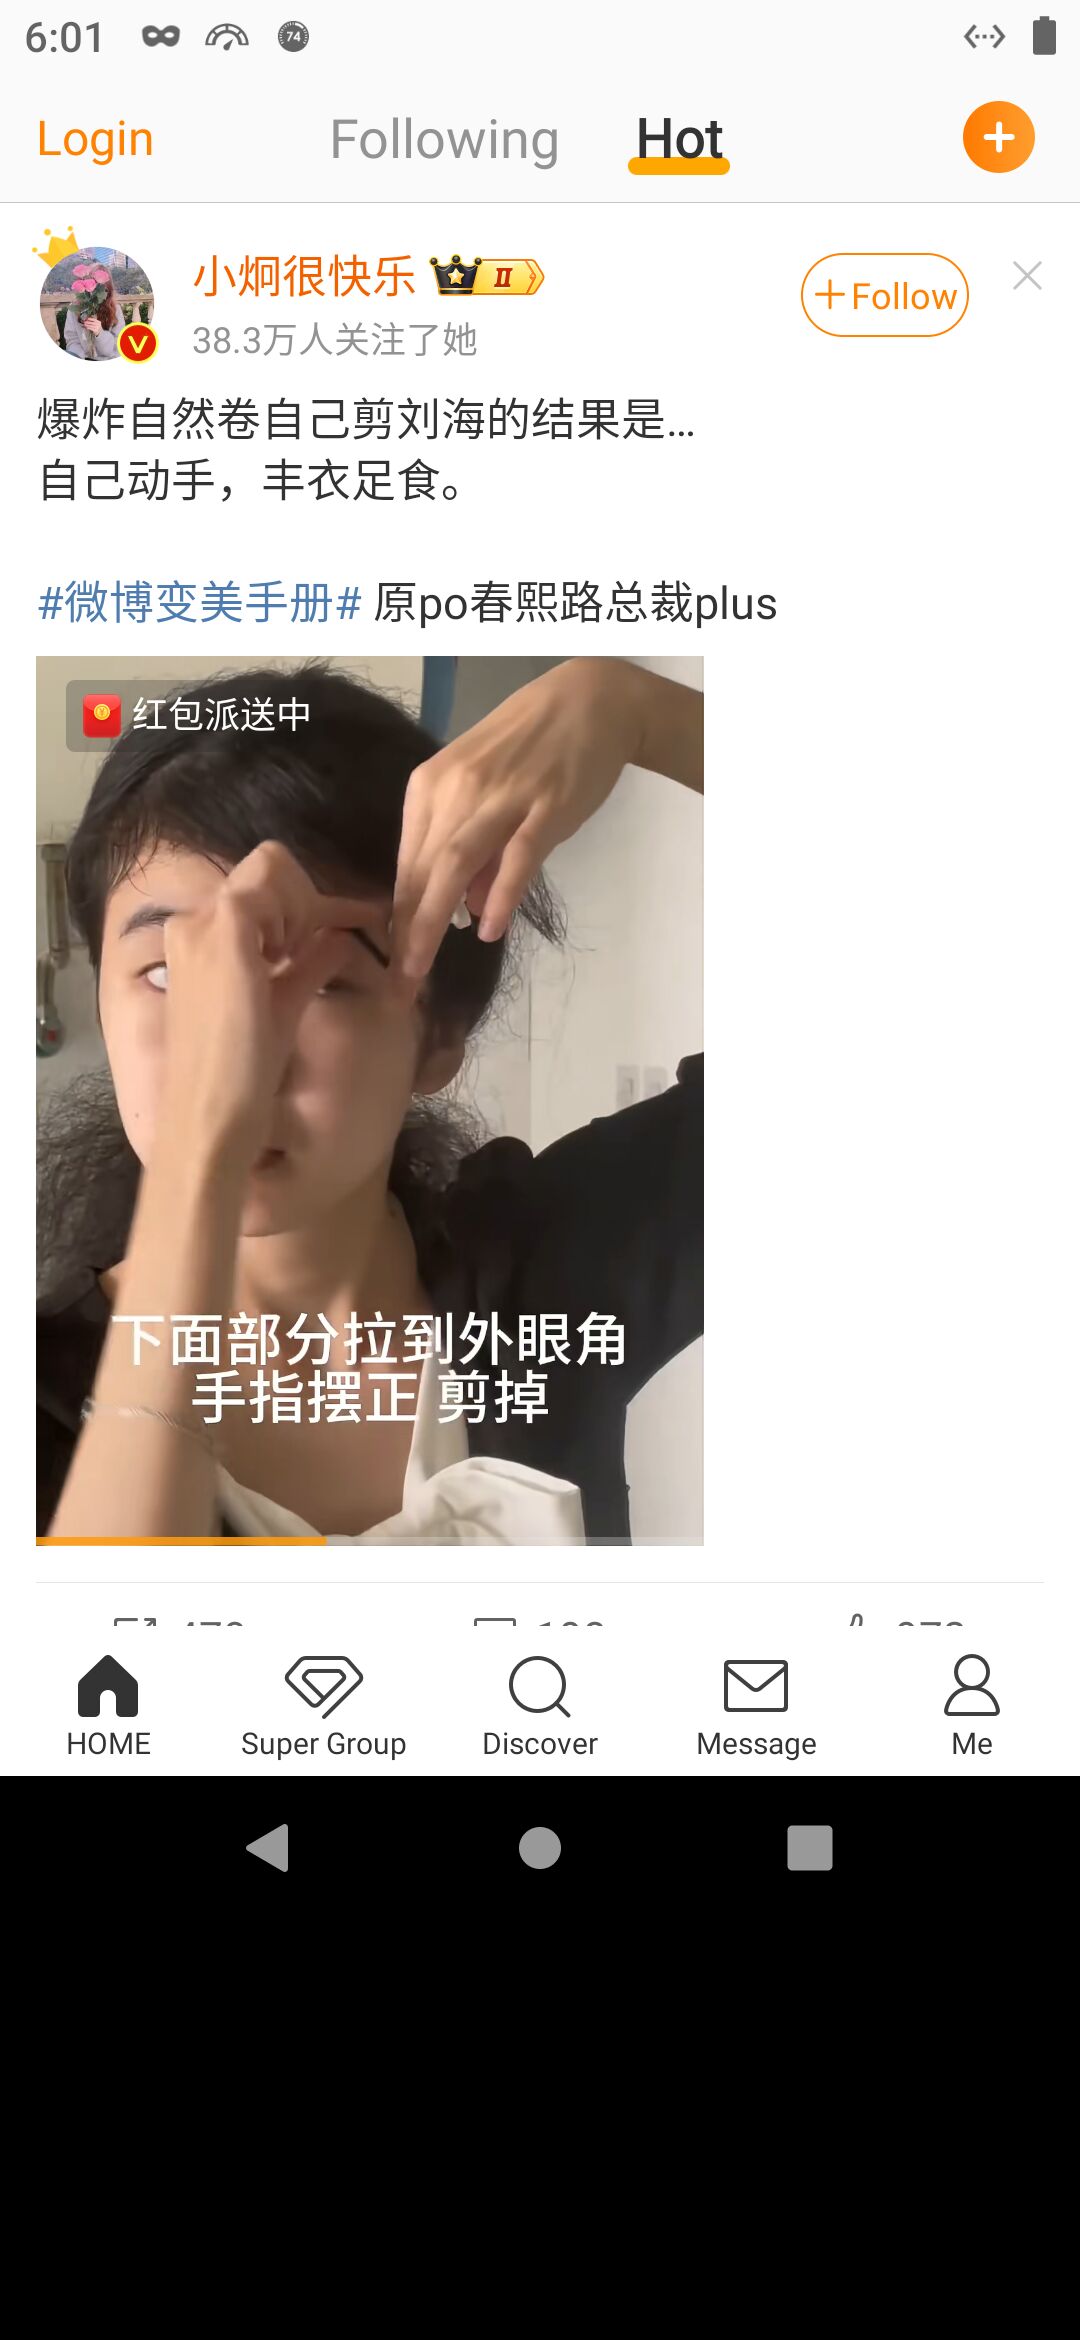 6:01
74
Login
Following
Hot
小炯很快乐
II
+Follow
38.3万人关注了她
爆炸自然卷自己剪刘海的结果是...
自己动手，丰衣足食。
#微博变美手册# 原po春熙路总裁plus
红包派送中
下面部分拉到外眼角
手指摆正 剪掉
HOME
Super Group
Discover
Message
Me